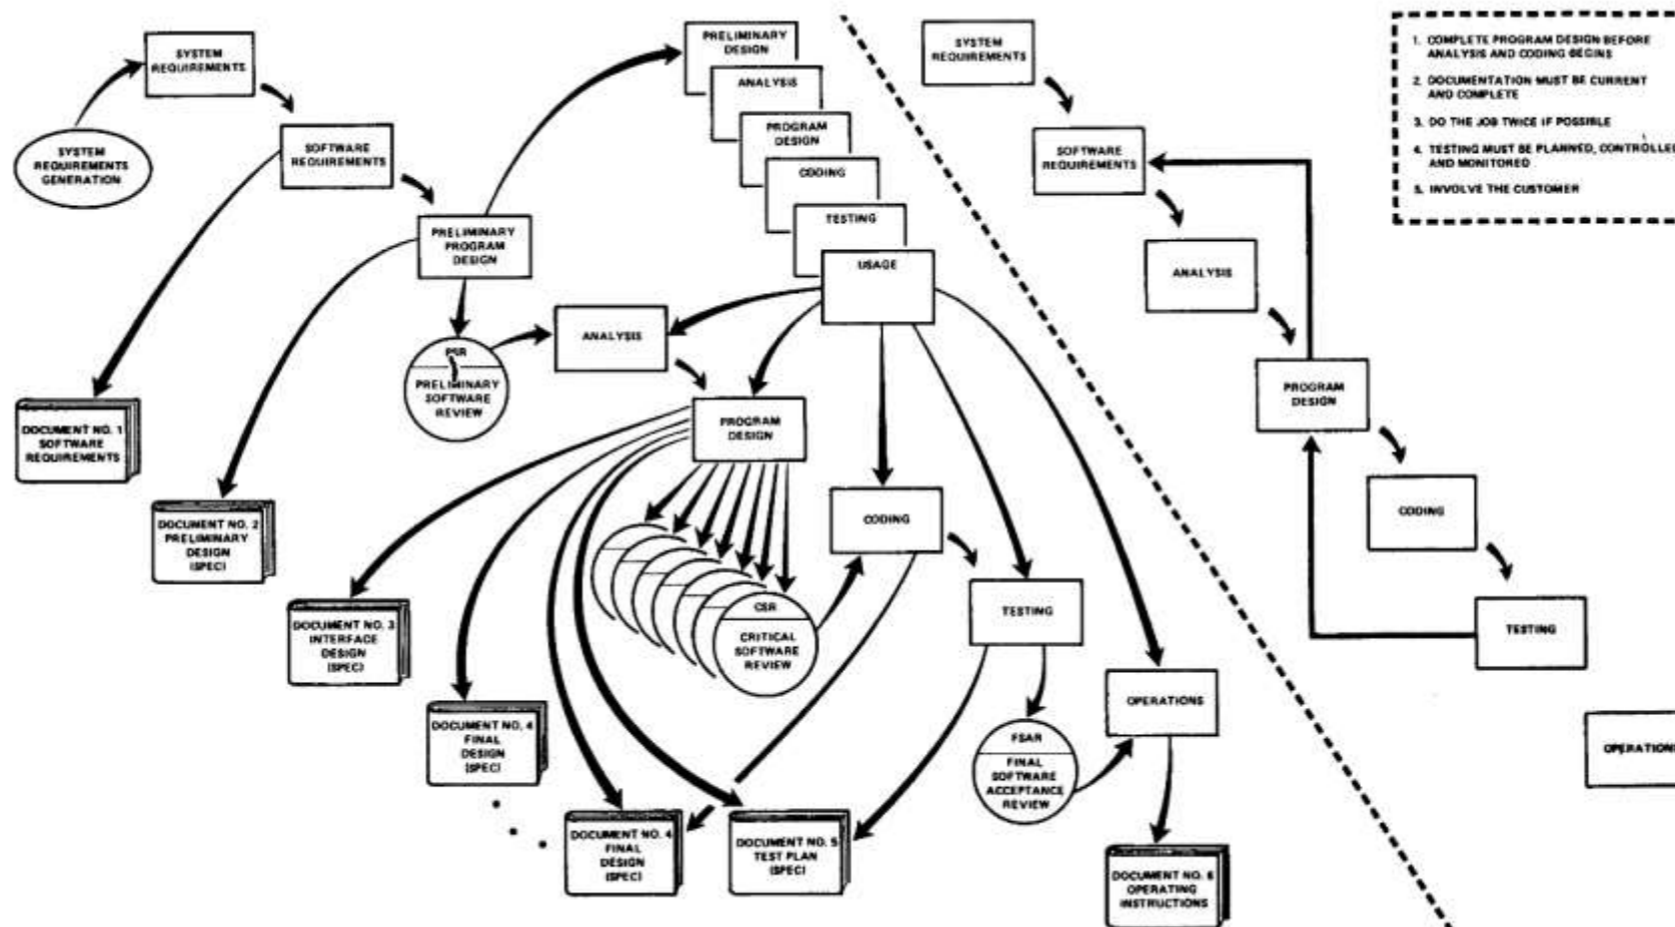 SYSTEM
REQUIREMENTS
SYSTEM
REQUIREMENTS
GENERATION
SOFTWARE
REQUIREMENTS
PRELIMINARY
PROGRAM
DESIGN
PRELIMINARY
DESIGN
ANALYSIS
PROGRAM
DESIGN
CODING
TESTING
USAGE
PSR
PRELIMINARY
SOFTWARE
REVIEW
ANALYSIS
PROGRAM
DESIGN
DOCUMENT NO. 1
SOFTWARE
REQUIREMENTS
DOCUMENT NO. 2
PRELIMINARY
DESIGN
(SPEC)
DOCUMENT NO. 3
INTERFACE
DESIGN
(SPEC)
DOCUMENT NO. 4
FINAL
DESIGN
(SPEC)
DOCUMENT NO. 4
FINAL
DESIGN
(SPEC)
DOCUMENT NO. 5
TEST PLAN
(SPEC)
CSR
CRITICAL
SOFTWARE
REVIEW
CODING
TESTING
FSAR
FINAL
SOFTWARE
ACCEPTANCE
REVIEW
OPERATIONS
DOCUMENT NO. 6
OPERATING
INSTRUCTIONS
SYSTEM
REQUIREMENTS
SOFTWARE
REQUIREMENTS
ANALYSIS
PROGRAM
DESIGN
CODING
TESTING
OPERATIONS
1. COMPLETE PROGRAM DESIGN BEFORE
ANALYSIS AND CODING BEGINS
2. DOCUMENTATION MUST BE CURRENT
AND COMPLETE
3. DO THE JOB TWICE IF POSSIBLE
4. TESTING MUST BE PLANNED, CONTROLLED
AND MONITORED
5. INVOLVE THE CUSTOMER